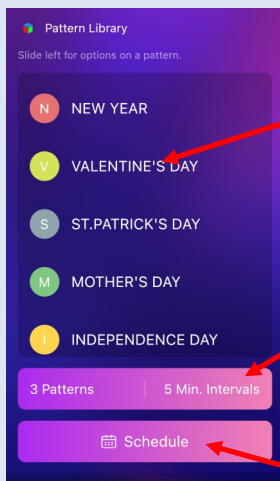 Pattern Library
Slide left for options on a pattern.
N NEW YEAR
V VALENTINE'S DAY
S ST.PATRICK'S DAY
M MOTHER'S DAY
I INDEPENDENCE DAY
3 Patterns 5 Min. Intervals
Schedule